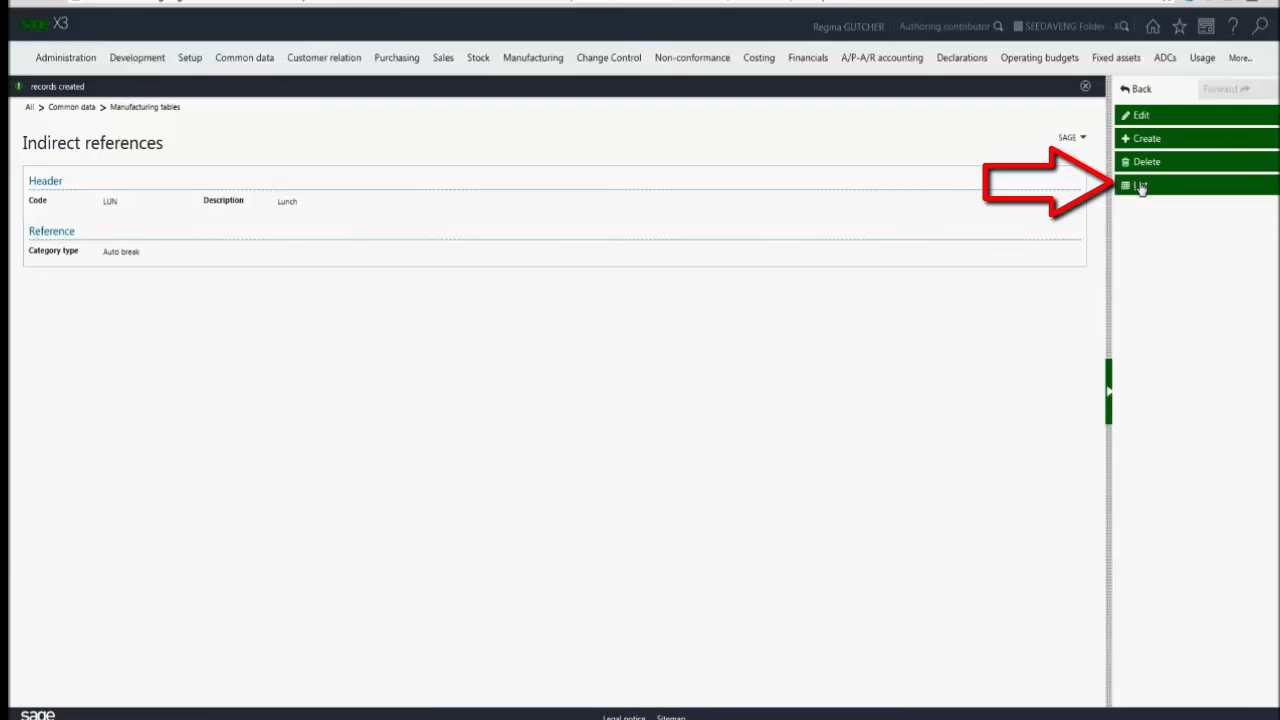 sage X3
Regina GUTCHER Authoring contributor SEEDAVENG Folder X
Administration Development Setup Common data Customer relation Purchasing Sales Stock Manufacturing Change Control Non-conformance Costing Financials A/P-A/R accounting Declarations Operating budgets Fixed assets ADCs Usage More...
records created
All > Common data > Manufacturing tables
Indirect references
SAGE
Header
Code LUN Description Lunch
Reference
Category type Auto break
Back Forward
Edit
Create
Delete
List
sage
Legal notice Sitemap